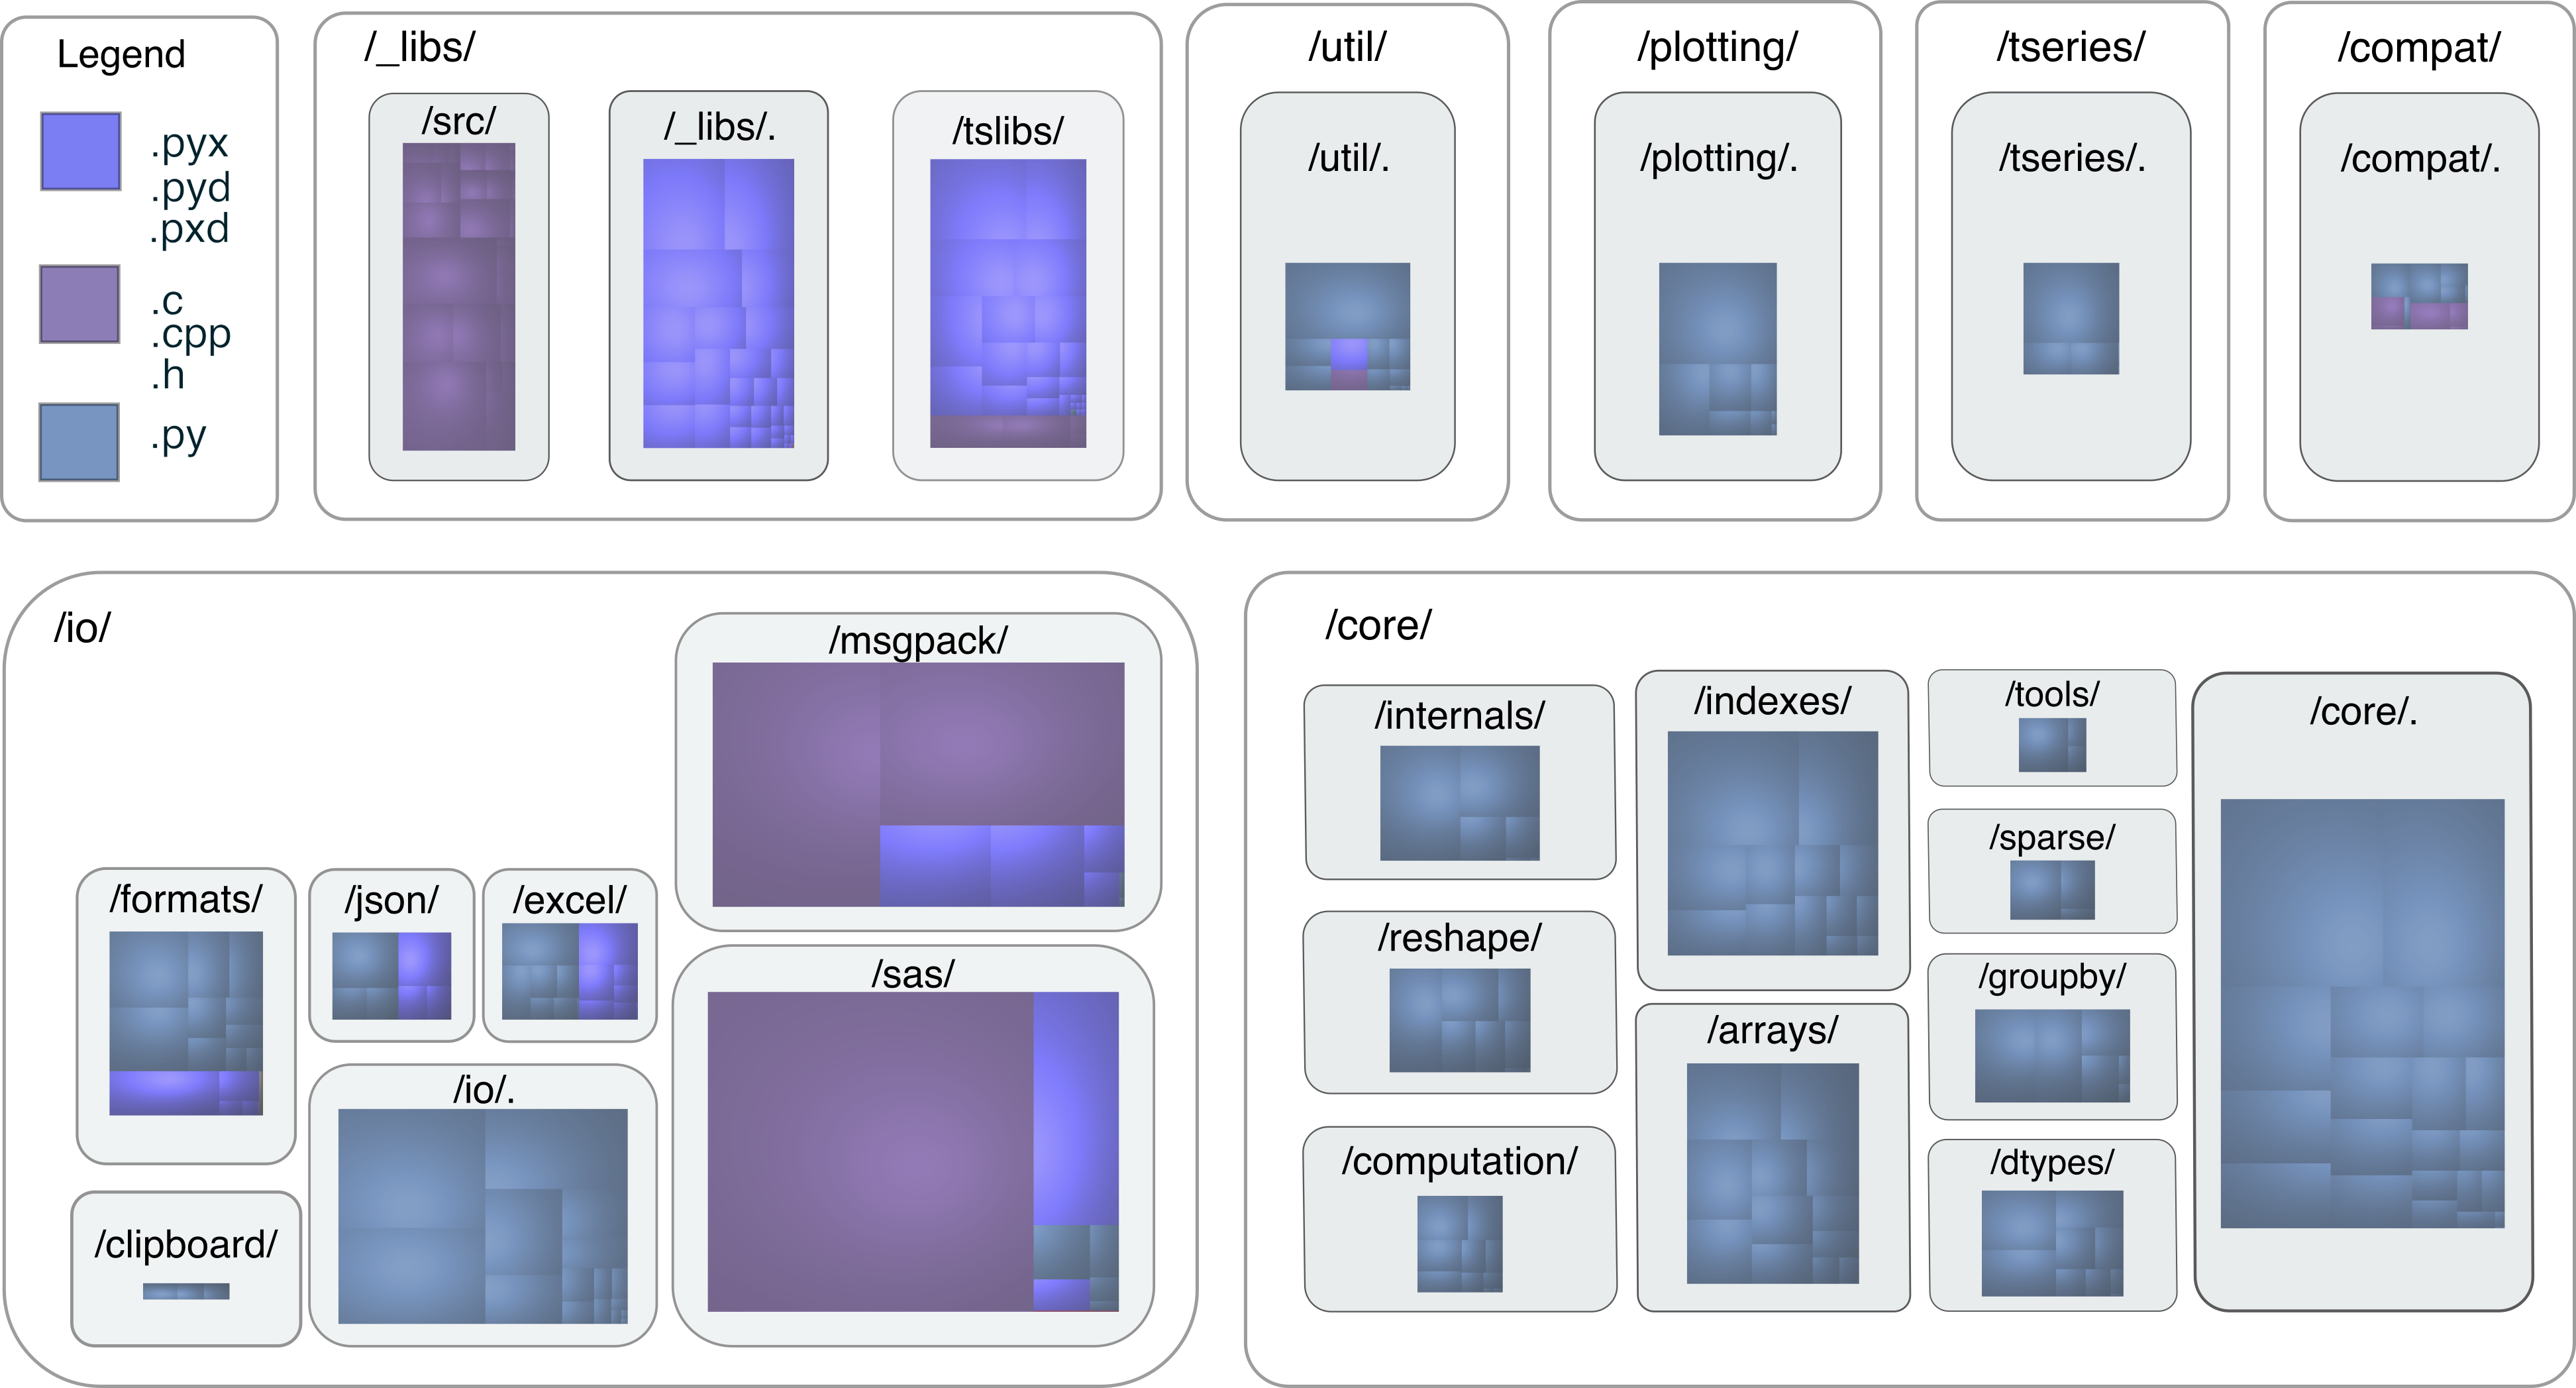 Legend
.pyx
.pyd
.pxd
.c
.cpp
.h
.py
/_libs/
/src/
/_libs/.
/tslibs/
/util/
/util/.
/plotting/
/plotting/.
/tseries/
/tseries/.
/compat/
/compat/.
/io/
/msgpack/
/formats/
/json/
/excel/
/sas/
/io/.
/clipboard/
/core/
/internals/
/indexes/
/tools/
/core/.
/sparse/
/reshape/
/groupby/
/arrays/
/computation/
/dtypes/